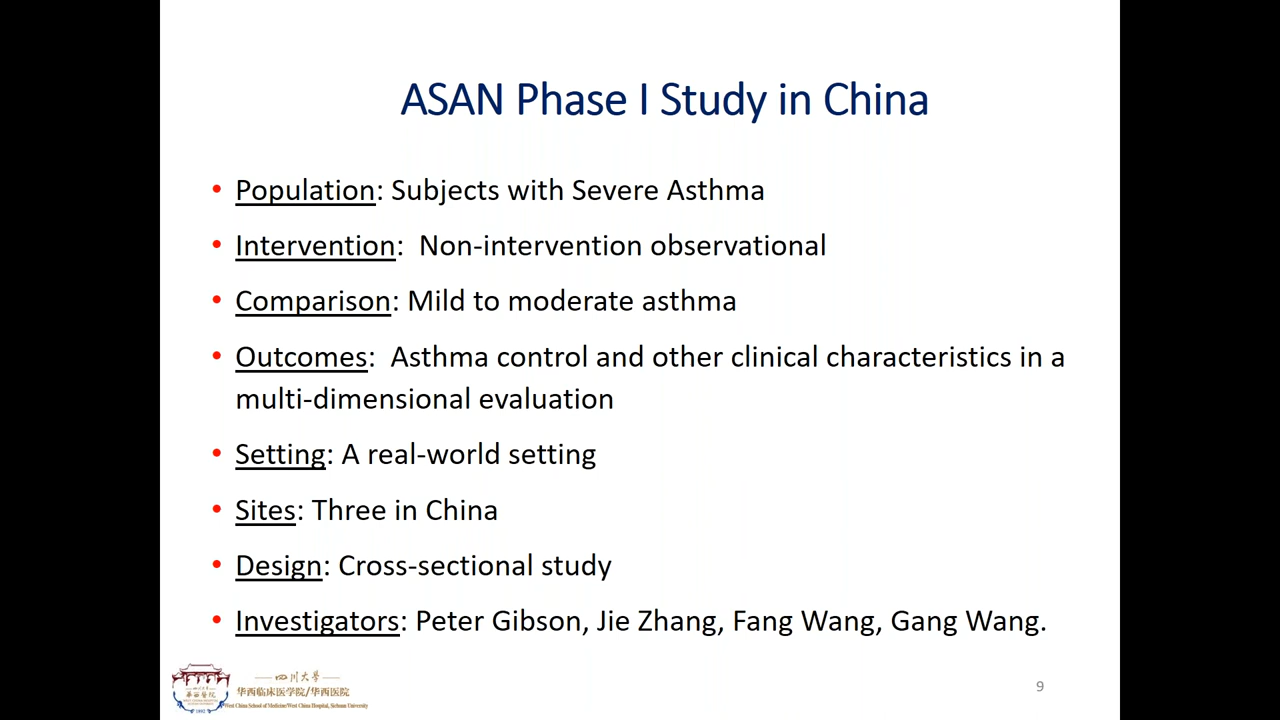 ASAN Phase I Study in China
• Population: Subjects with Severe Asthma
• Intervention:  Non-intervention observational
• Comparison: Mild to moderate asthma
• Outcomes:  Asthma control and other clinical characteristics in a
multi-dimensional evaluation
• Setting: A real-world setting
• Sites: Three in China
• Design: Cross-sectional study
• Investigators: Peter Gibson, Jie Zhang, Fang Wang, Gang Wang.
四川大学
华西临床医学院/华西医院
West China School of Medicine/West China Hospital, Sichuan University
9